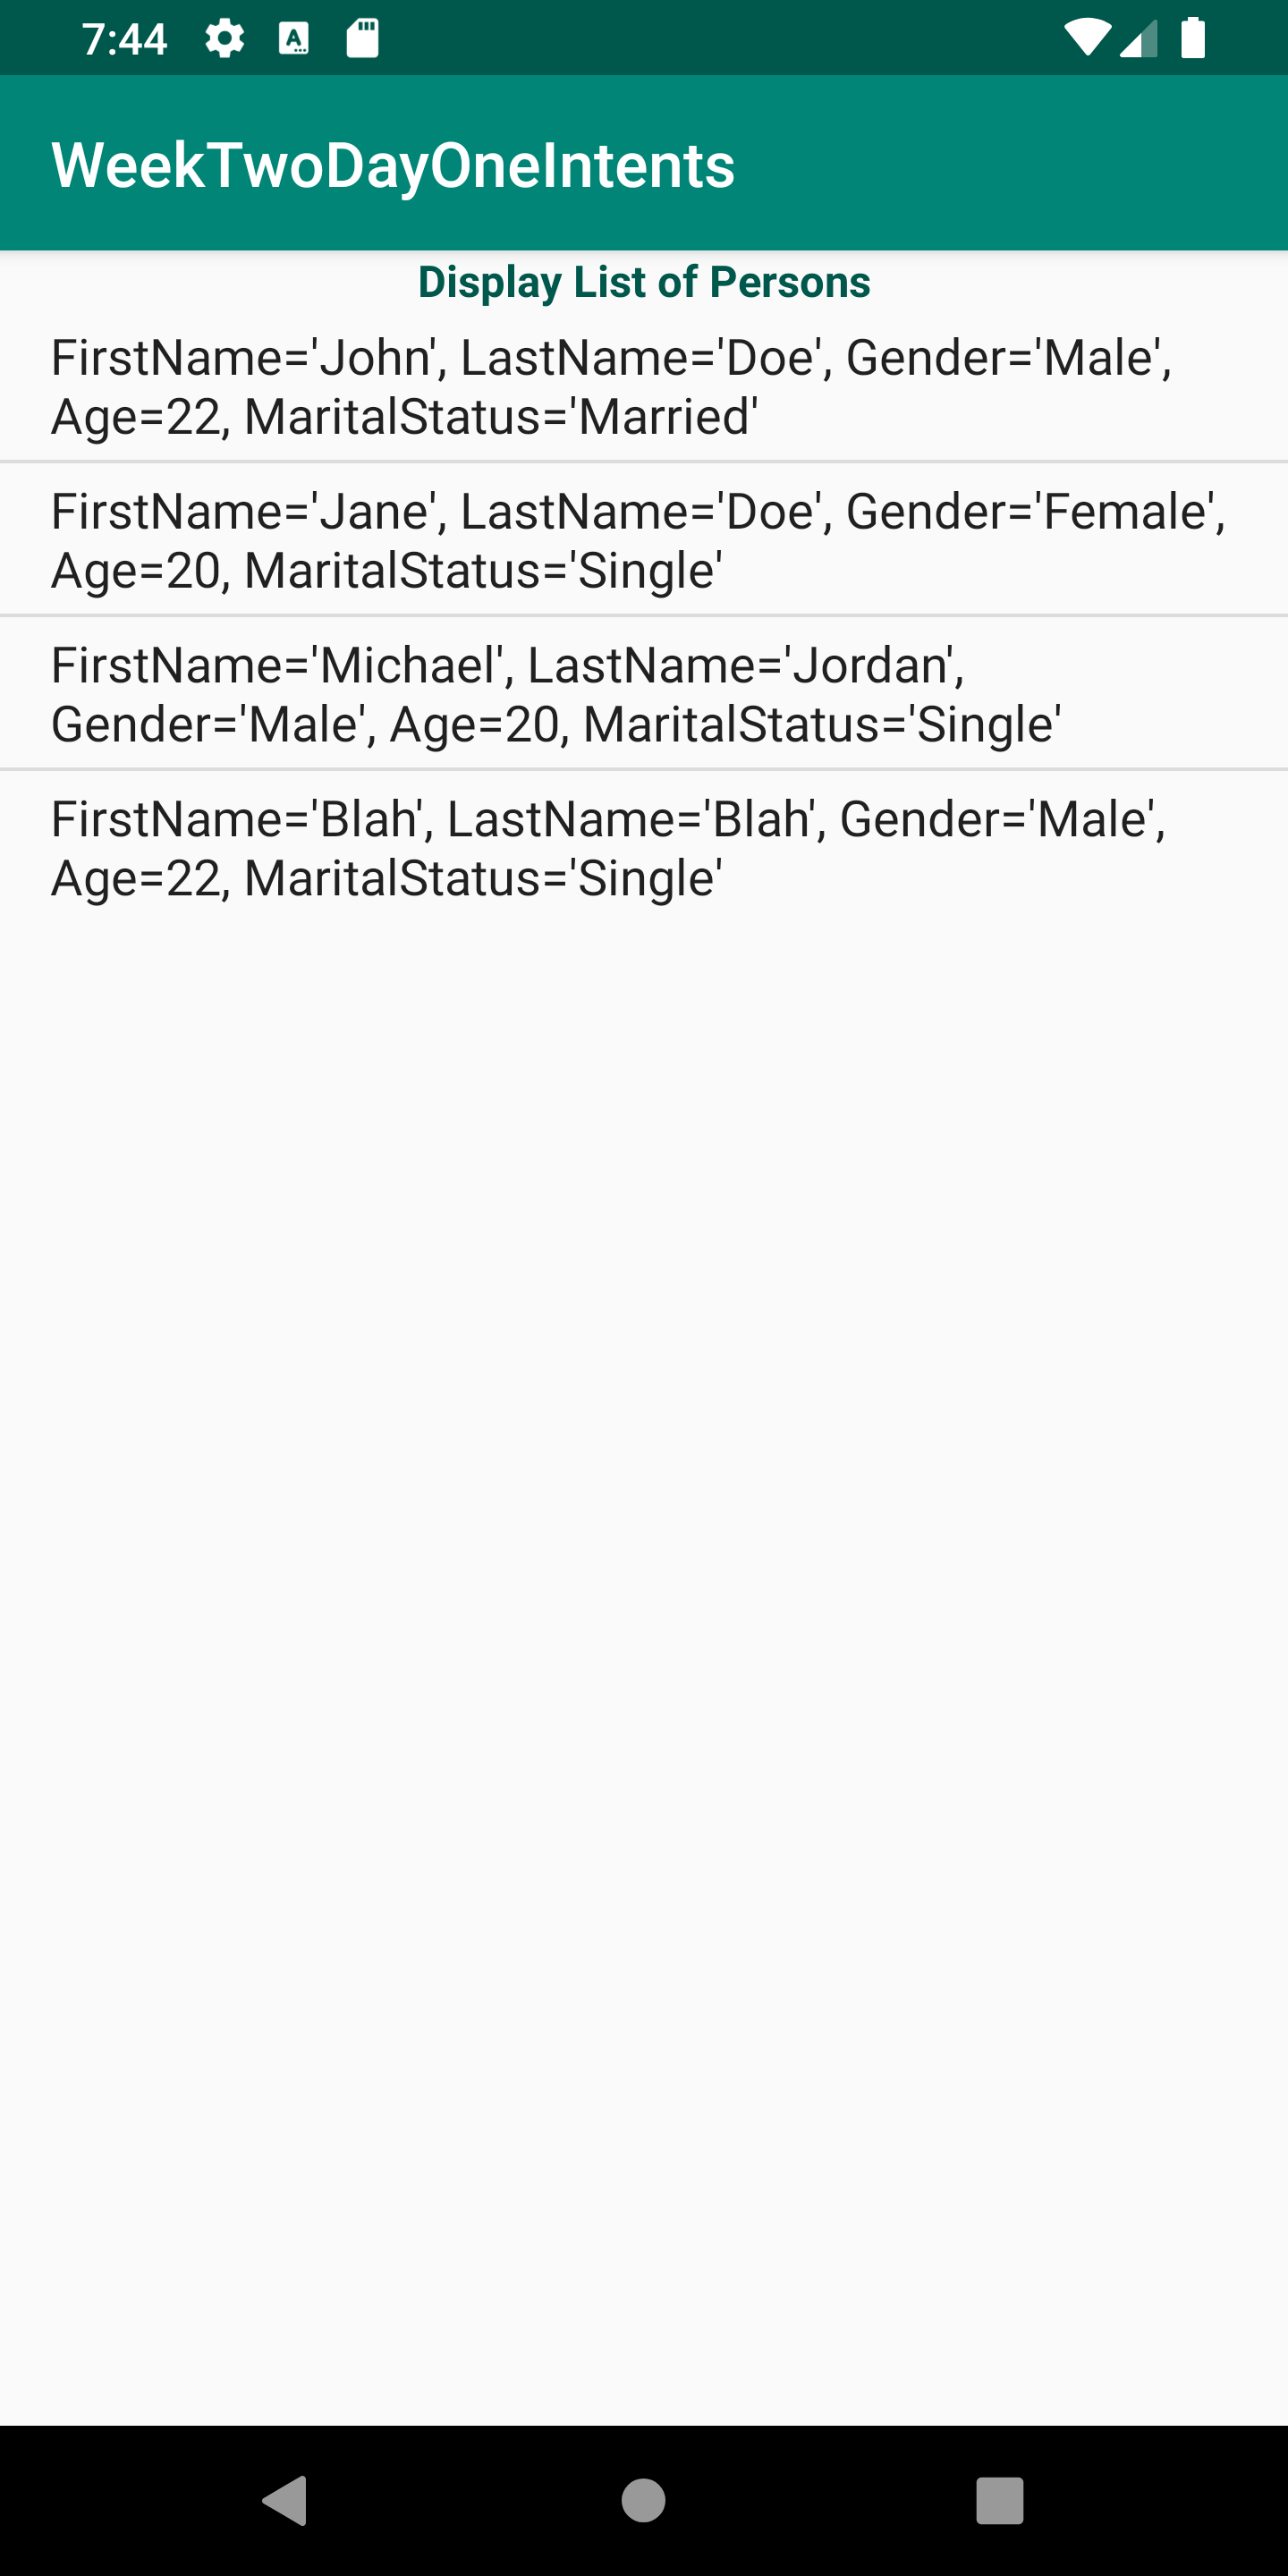 7:44
WeekTwoDayOneIntents
Display List of Persons
FirstName='John', LastName='Doe', Gender='Male',
Age=22, MaritalStatus='Married'
FirstName='Jane', LastName='Doe', Gender='Female',
Age=20, MaritalStatus='Single'
FirstName='Michael', LastName='Jordan',
Gender='Male', Age=20, MaritalStatus='Single'
FirstName='Blah', LastName='Blah', Gender='Male',
Age=22, MaritalStatus='Single'